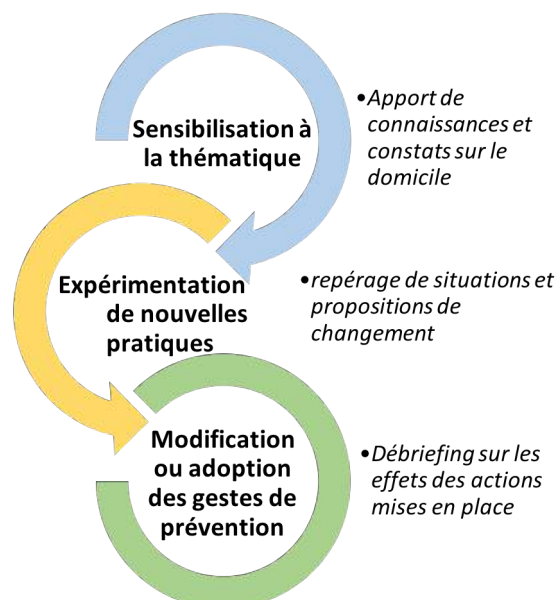 Sensibilisation à
la thématique
•Apport de
connaissances et
constats sur le
domicile
Expérimentation
de nouvelles
pratiques
•repérage de situations et
propositions de
changement
Modification
ou adoption
des gestes de
prévention
•Débriefing sur les
effets des actions
mises en place